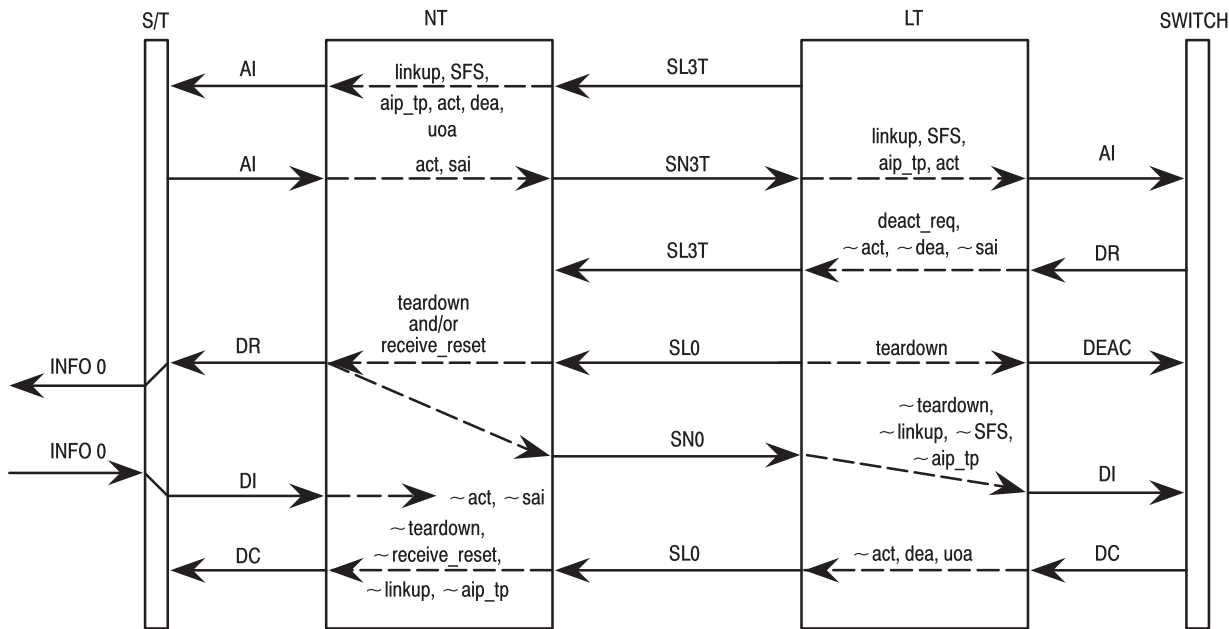 S/T NT LT SWITCH
AI linkup, SFS, SL3T
aip_tp, act, dea,
uoa
linkup, SFS,
AI act, sai SN3T aip_tp, act AI
deact_req,
SL3T ~act, ~dea, ~sai DR
teardown
and/or
INFO 0 DR receive_reset SL0 teardown DEAC
~teardown,
INFO 0 SN0 ~linkup, ~SFS,
~aip_tp
DI ~act, ~sai DI
~teardown,
DC ~receive_reset, SL0 ~act, dea, uoa DC
~linkup, ~aip_tp